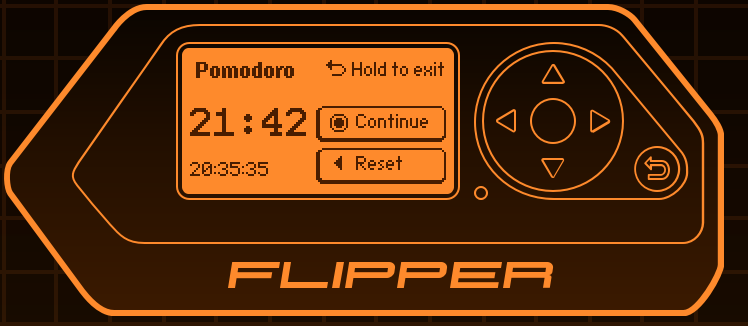 Pomodoro
Hold to exit
21:42
Continue
20:35:35
Reset
FLIPPER